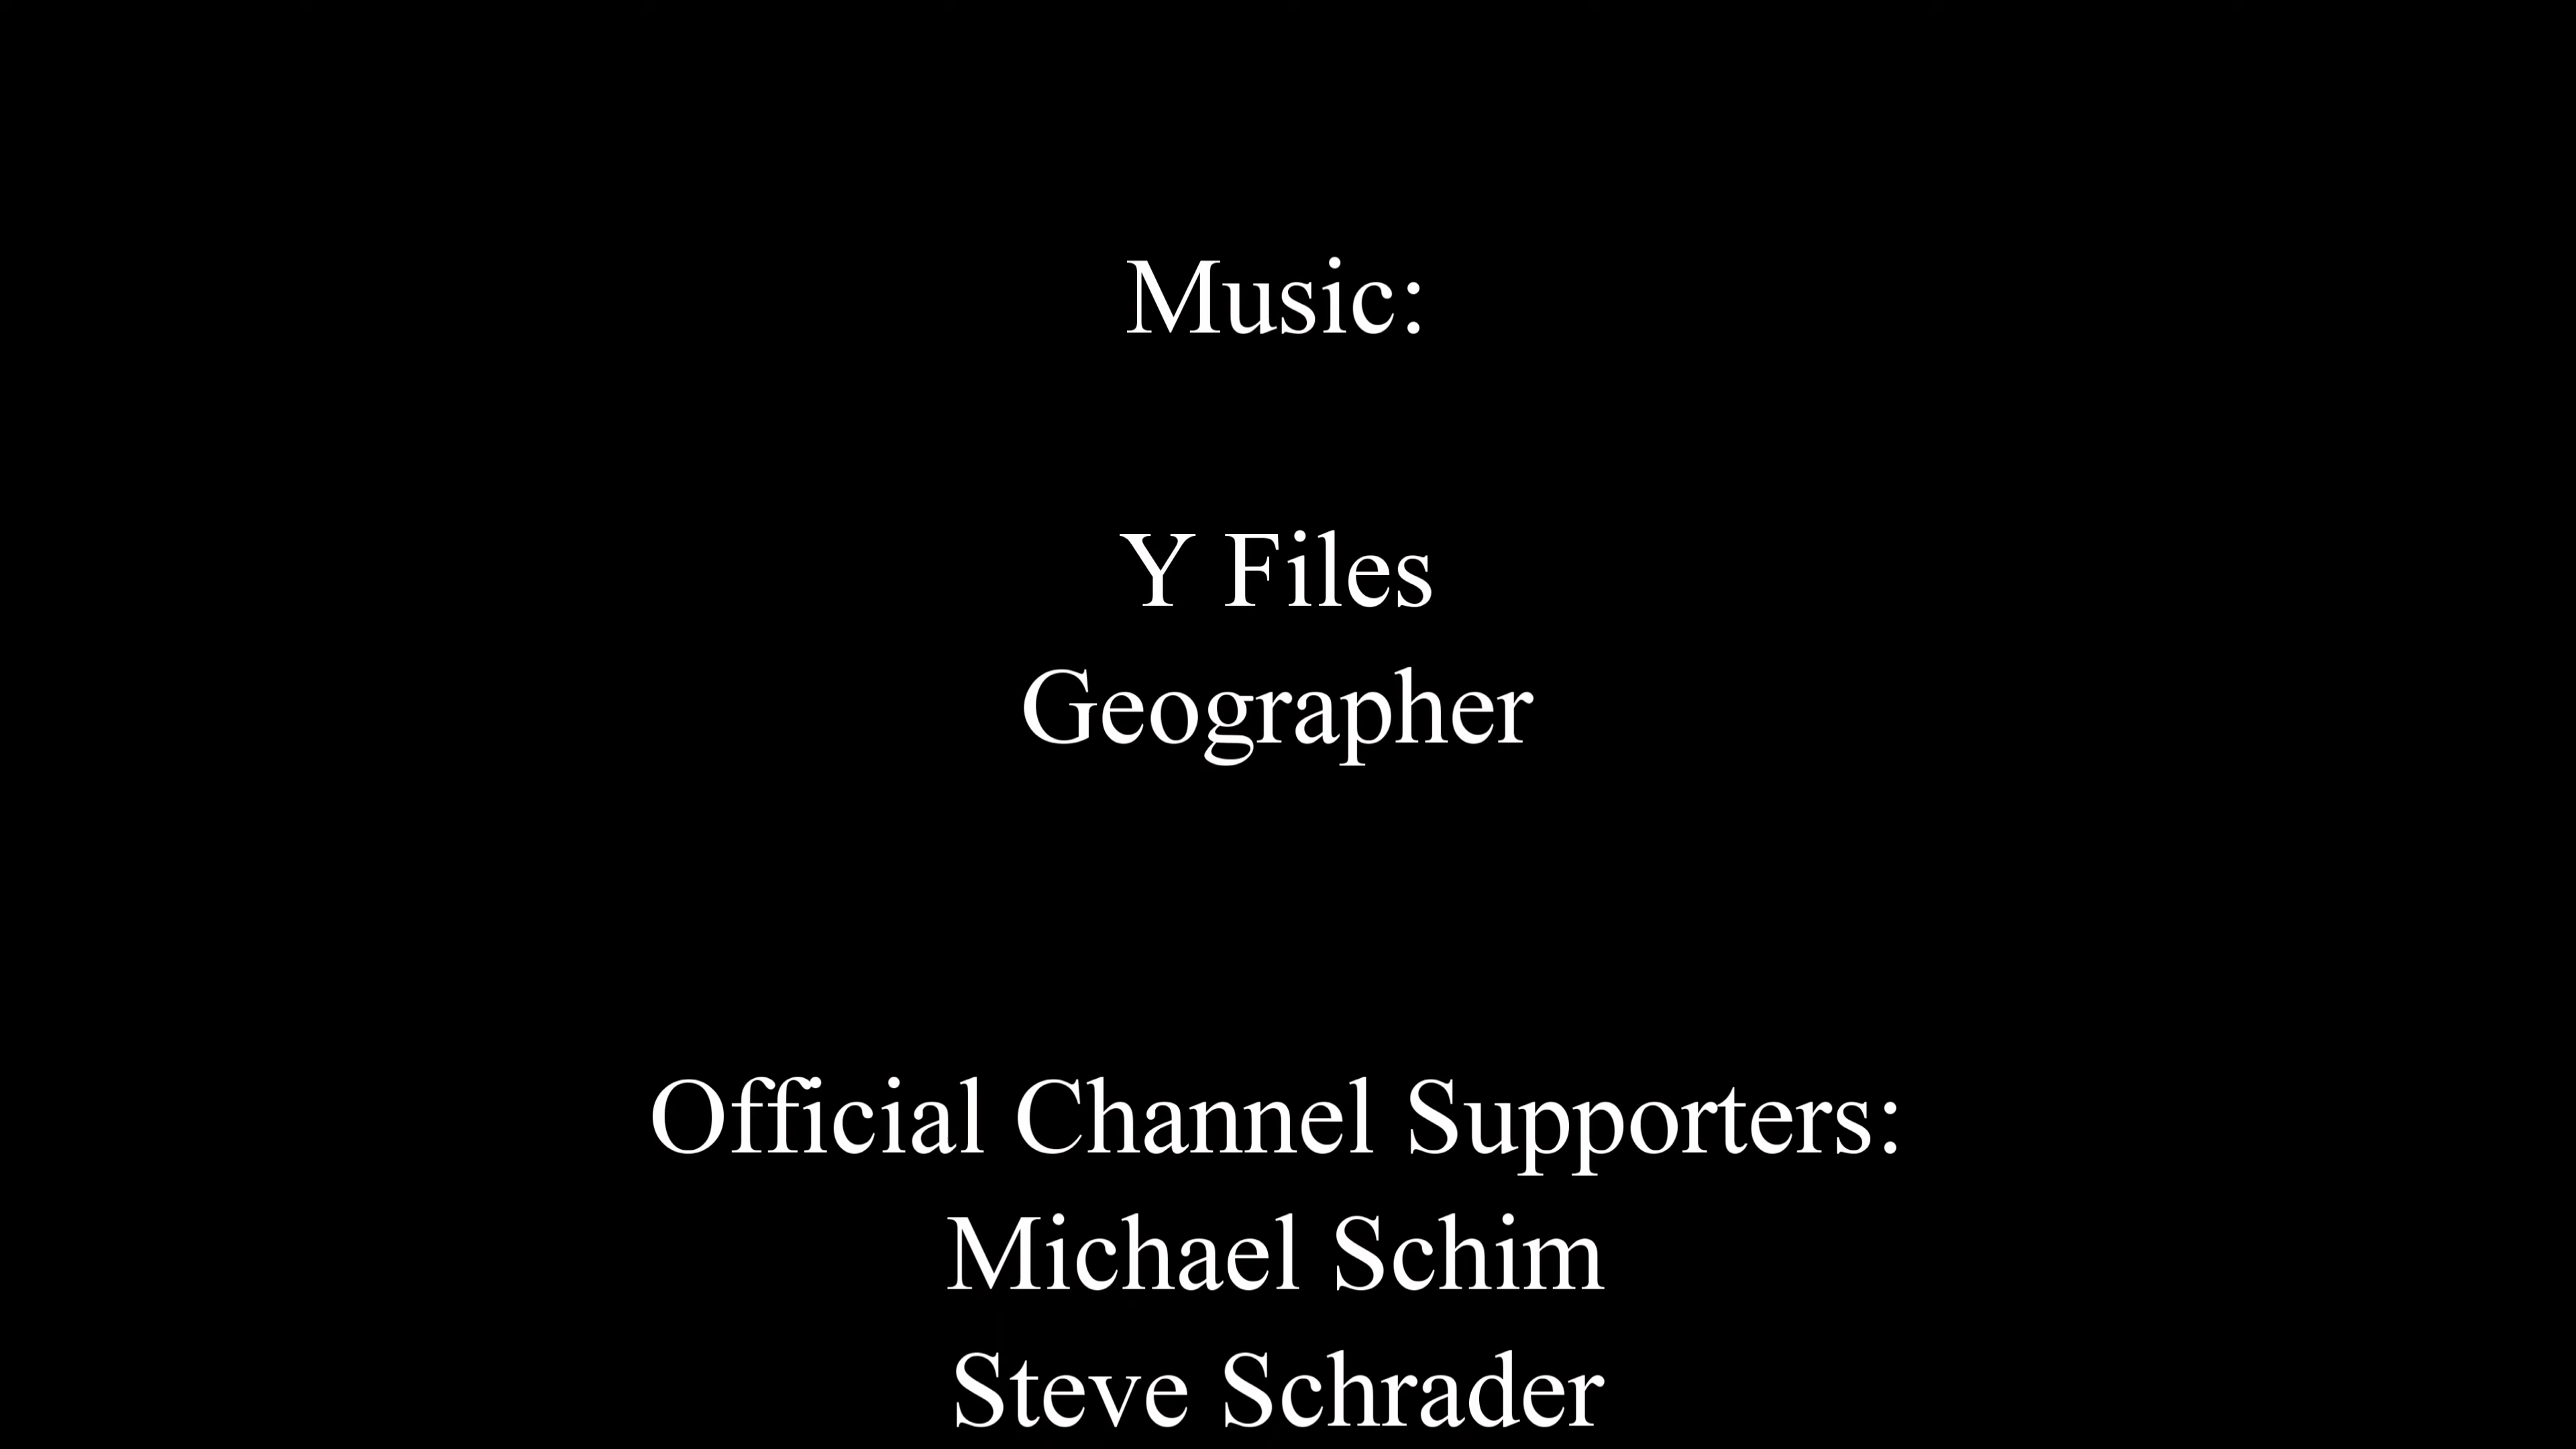 Music:
Y Files
Geographer
Official Channel Supporters:
Michael Schim
Steve Schrader